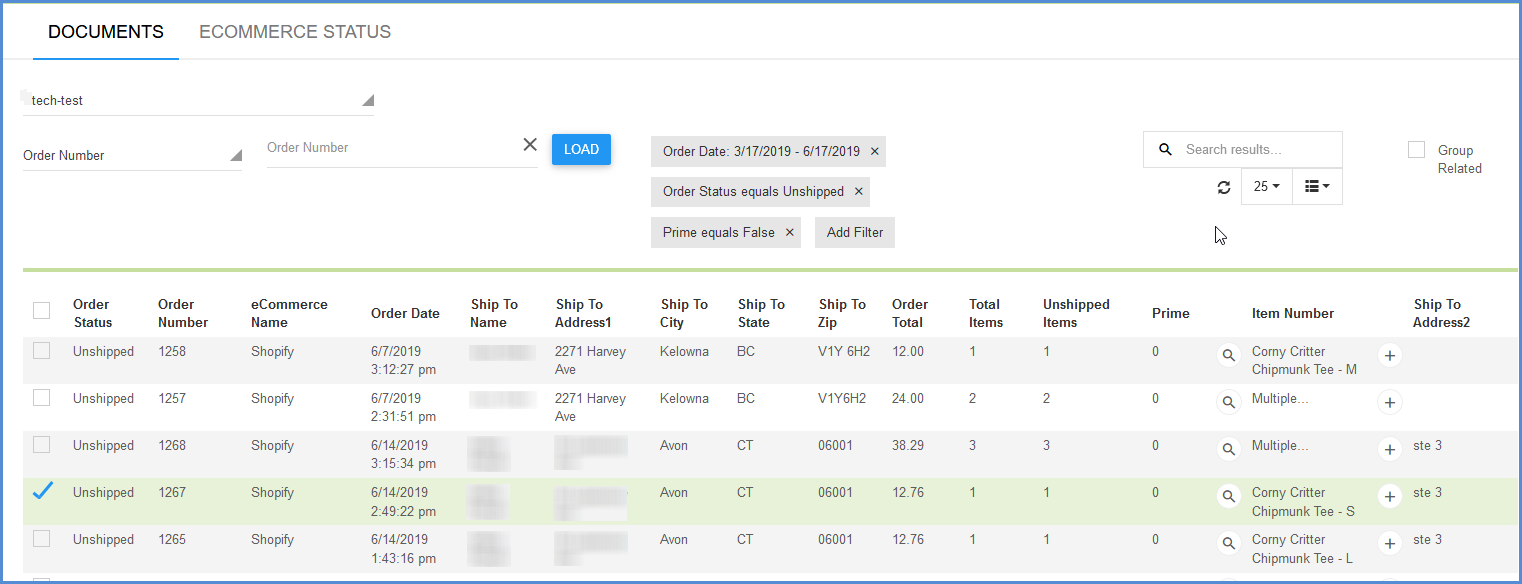 DOCUMENTS ECOMMERCE STATUS
tech-test
Order Number Order Number LOAD
Order Date: 3/17/2019 - 6/17/2019
Order Status equals Unshipped
Prime equals False Add Filter
Search results...
25
Group
Related
Order Status Order Number eCommerce Name Order Date Ship To Name Ship To Address1 Ship To City Ship To State Ship To Zip Order Total Total Items Unshipped Items Prime Item Number Ship To Address2
Unshipped 1258 Shopify 6/7/2019 3:12:27 pm 2271 Harvey Ave Kelowna BC V1Y 6H2 12.00 1 1 0 Corny Critter Chipmunk Tee - M
Unshipped 1257 Shopify 6/7/2019 2:31:51 pm 2271 Harvey Ave Kelowna BC V1Y6H2 24.00 2 2 0 Multiple...
Unshipped 1268 Shopify 6/14/2019 3:15:34 pm Avon CT 06001 38.29 3 3 0 Multiple... ste 3
Unshipped 1267 Shopify 6/14/2019 2:49:22 pm Avon CT 06001 12.76 1 1 0 Corny Critter Chipmunk Tee - S ste 3
Unshipped 1265 Shopify 6/14/2019 1:43:16 pm Avon CT 06001 12.76 1 1 0 Corny Critter Chipmunk Tee - L ste 3